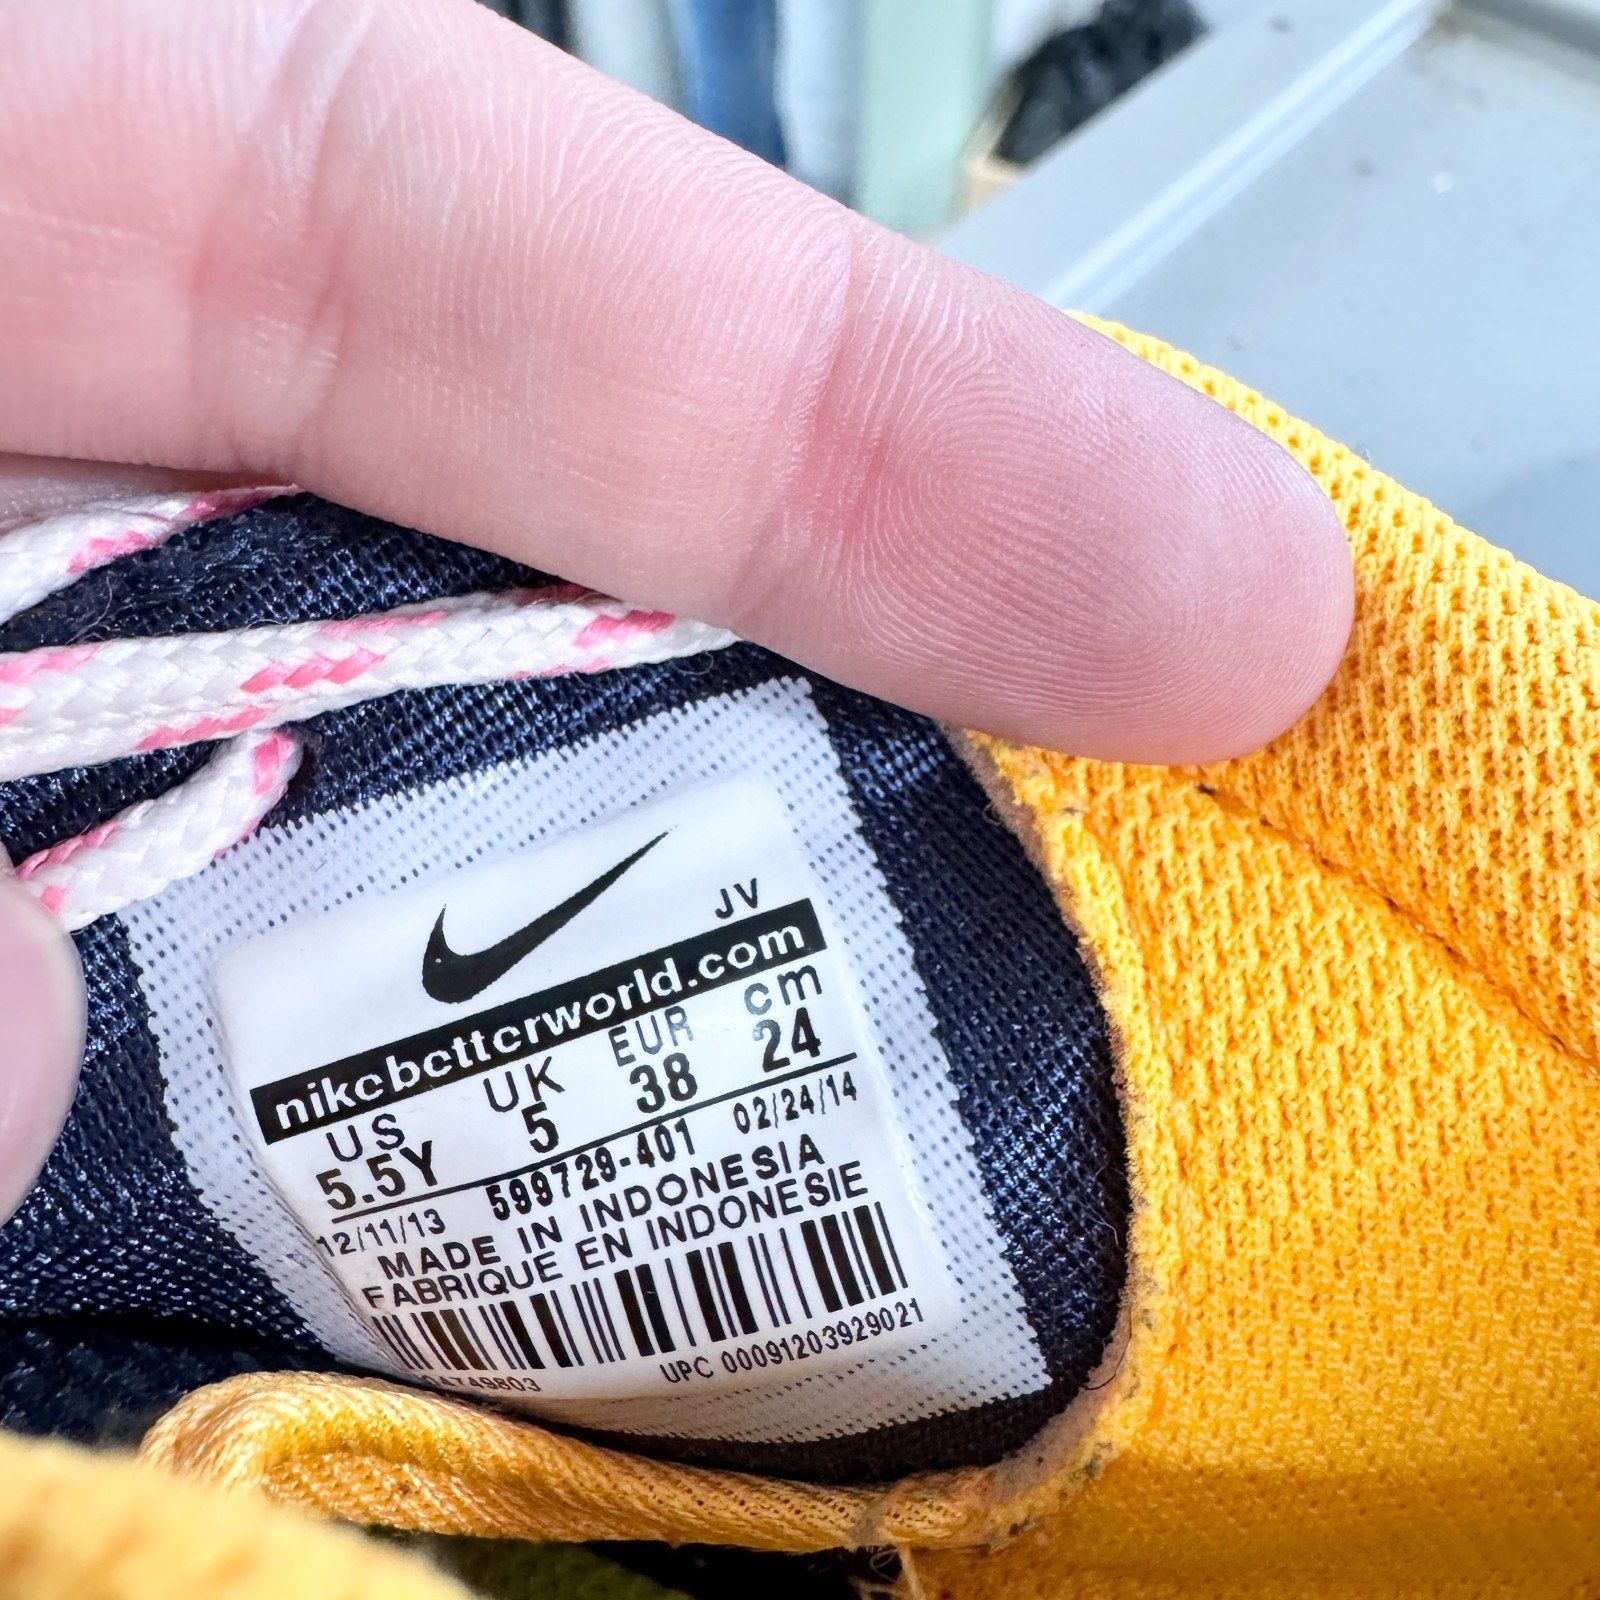 JV
nikebetterworld.com
US UK EUR cm
5.5Y 5 38 24
12/11/13 599729-401 02/24/14
MADE IN INDONESIA
FABRIQUE EN INDONESIE
UPC 00091203929021